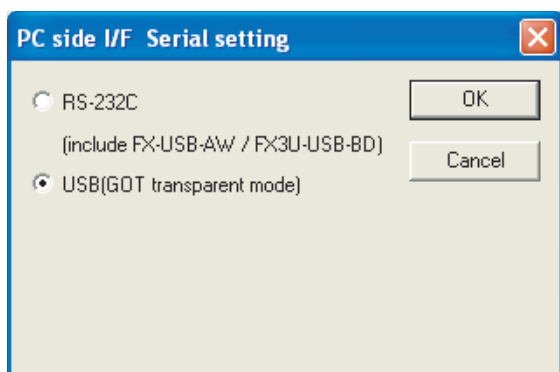 PC side I/F  Serial setting
RS-232C
OK
(include FX-USB-AW / FX3U-USB-BD)
Cancel
USB(GOT transparent mode)